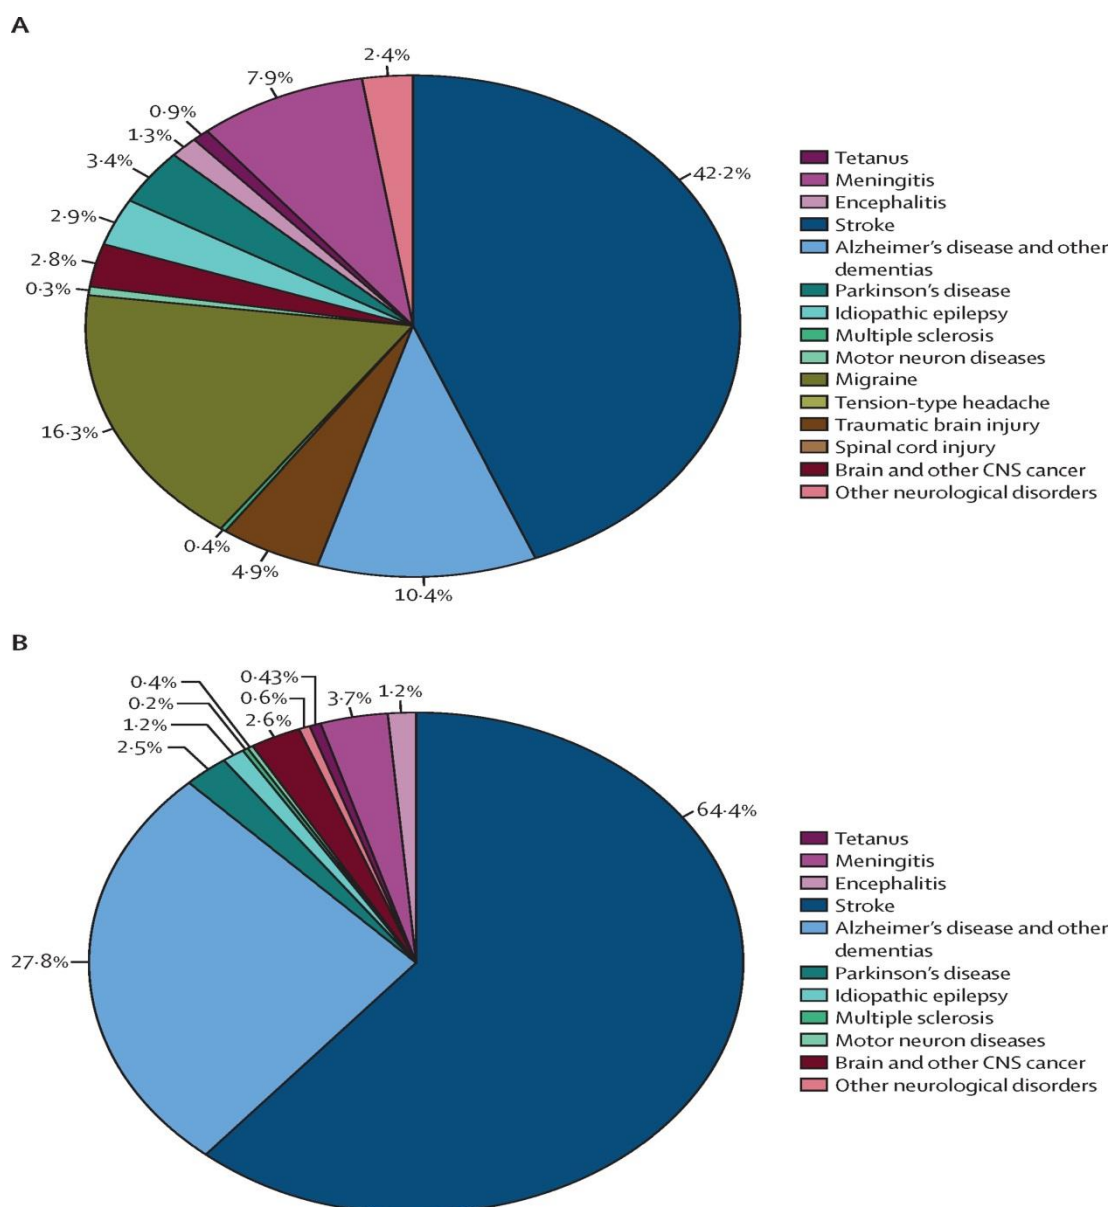 A
2·4%
7·9%
0·9%
1·3%
3·4%
2·9%
2·8%
0·3%
16·3%
0·4%
4·9%
10·4%
42·2%
Tetanus
Meningitis
Encephalitis
Stroke
Alzheimer's disease and other
dementias
Parkinson's disease
Idiopathic epilepsy
Multiple sclerosis
Motor neuron diseases
Migraine
Tension-type headache
Traumatic brain injury
Spinal cord injury
Brain and other CNS cancer
Other neurological disorders
B
0·4%
0·2%
1·2%
2·5%
0·43%
0·6%
2·6%
3·7%
1·2%
64·4%
27·8%
Tetanus
Meningitis
Encephalitis
Stroke
Alzheimer's disease and other
dementias
Parkinson's disease
Idiopathic epilepsy
Multiple sclerosis
Motor neuron diseases
Brain and other CNS cancer
Other neurological disorders